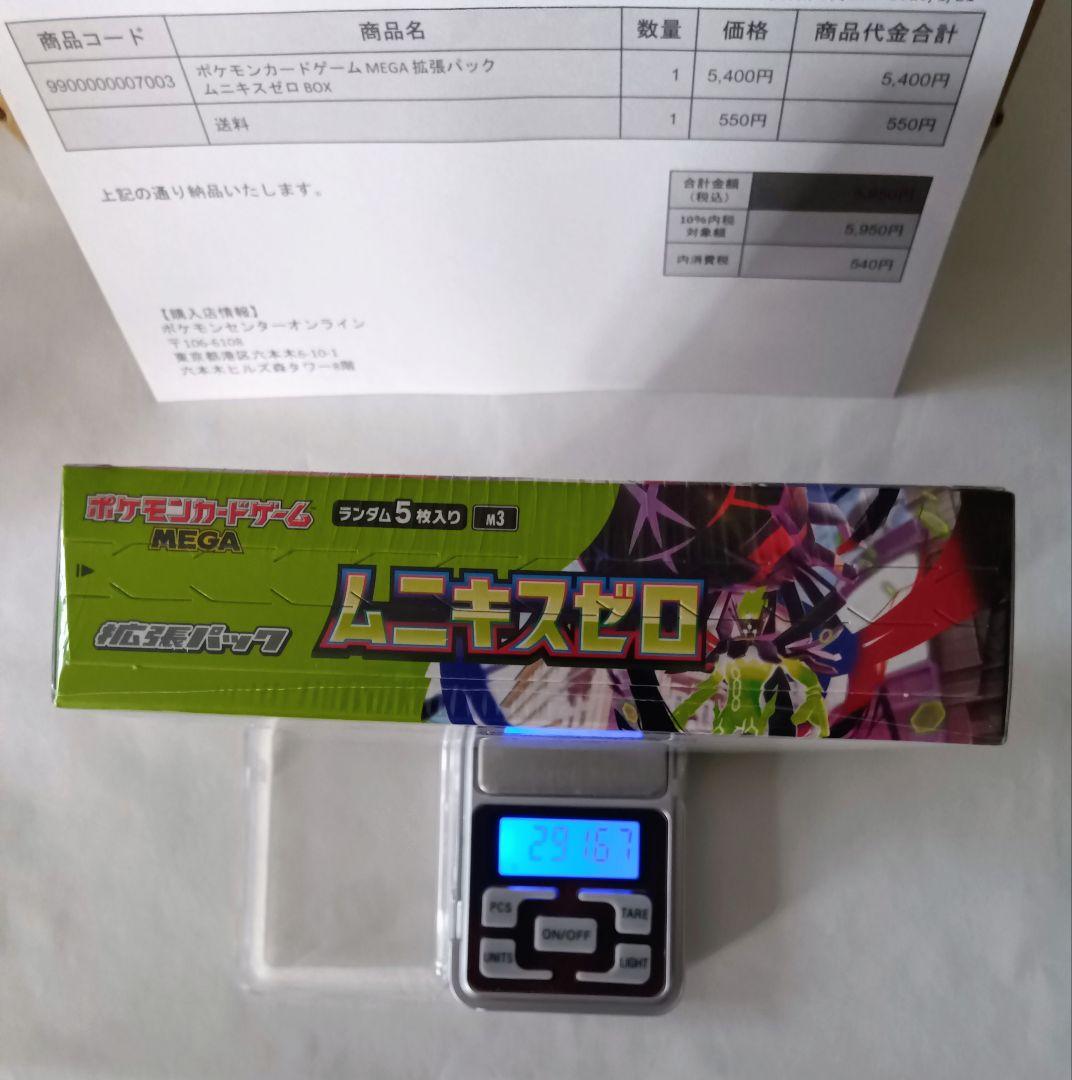 商品コード 商品名 数量 価格 商品代金合計
9900000007003 ポケモンカードゲーム MEGA 拡張パック 1 5,400円 5,400円
ムニキスゼロ BOX
送料 1 550円 550円
上記の通り納品いたします。
合計金額 5,950円
(税込)
10%内税 5,950円
対象額
内消費税 540円
【購入店情報】
ポケモンセンターオンライン
〒106-6108
東京都港区六本木6-10-1
六本木ヒルズ森タワー8階
ポケモンカードゲーム
MEGA
ランダム5枚入り M3
拡張パック
ムニキスゼロ
291.67
PCS
TARE
ON/OFF
UNITS
LIGHT